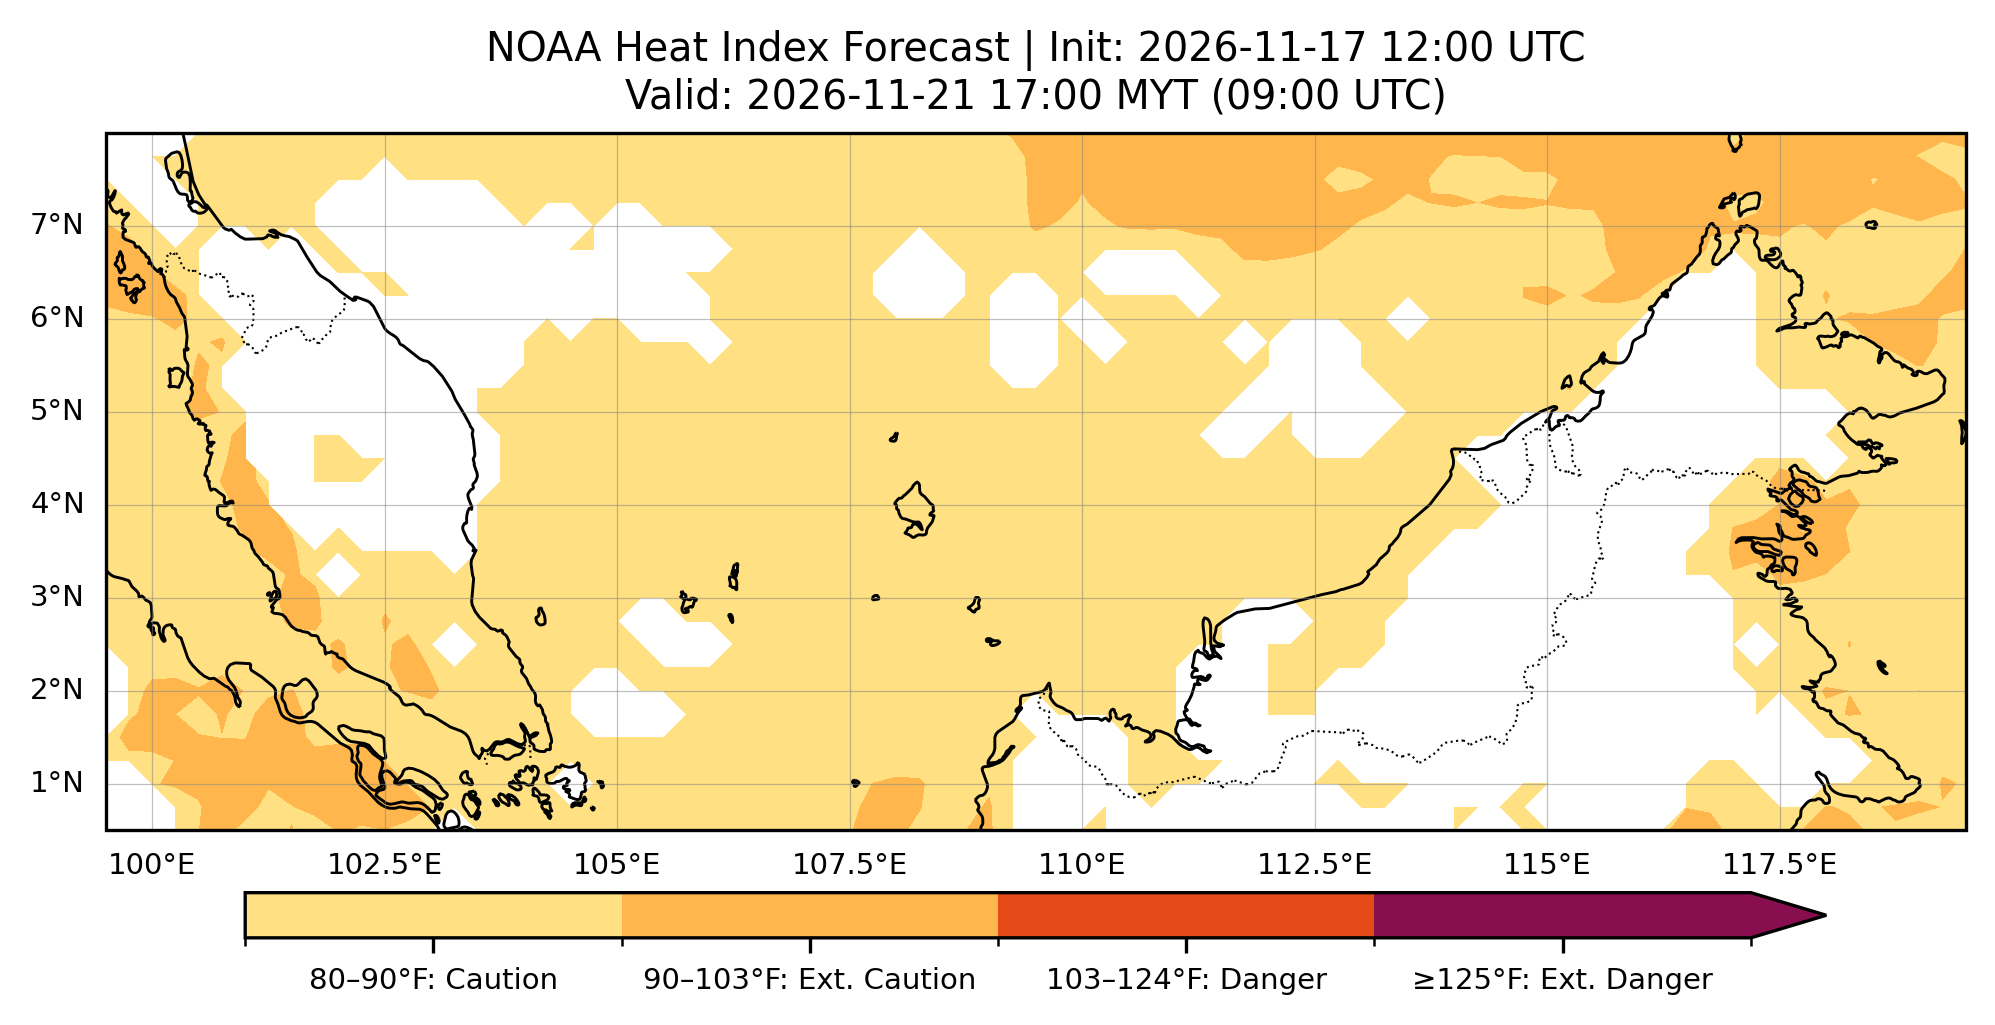 NOAA Heat Index Forecast | Init: 2026-11-17 12:00 UTC
Valid: 2026-11-21 17:00 MYT (09:00 UTC)
7°N
6°N
5°N
4°N
3°N
2°N
1°N
100°E
102.5°E
105°E
107.5°E
110°E
112.5°E
115°E
117.5°E
80–90°F: Caution
90–103°F: Ext. Caution
103–124°F: Danger
≥125°F: Ext. Danger